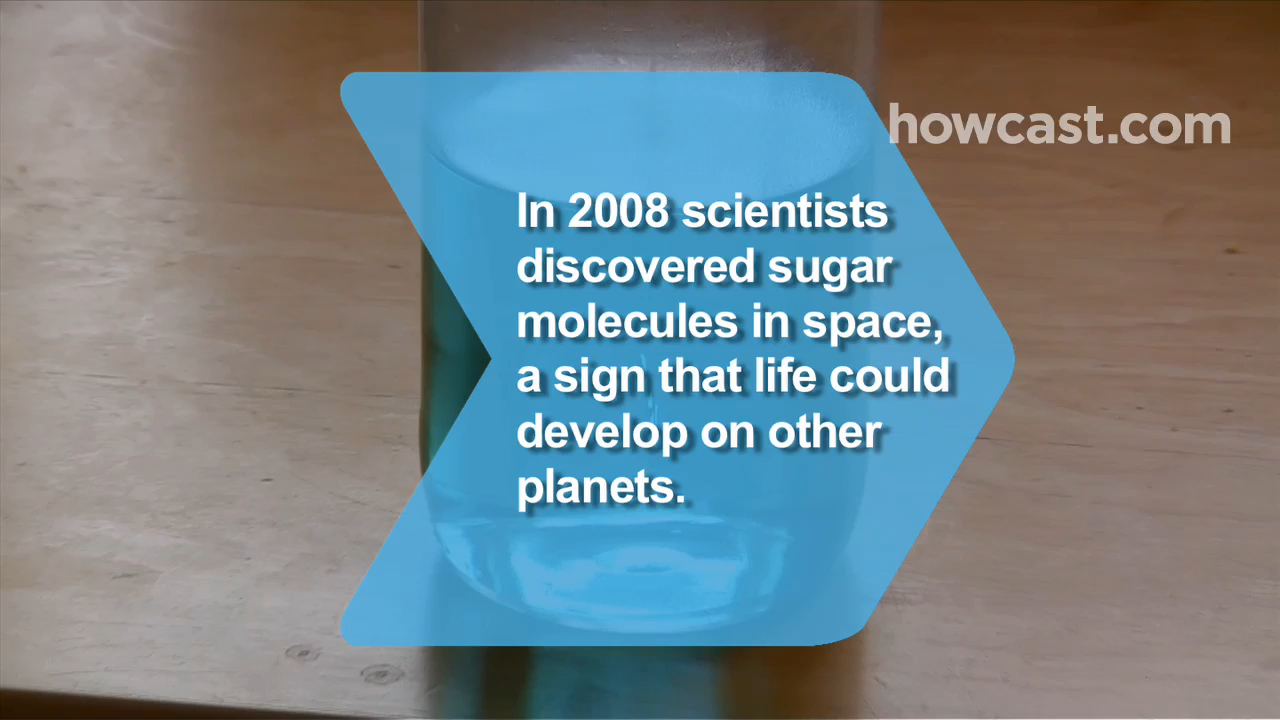 howcast.com
In 2008 scientists
discovered sugar
molecules in space,
a sign that life could
develop on other
planets.